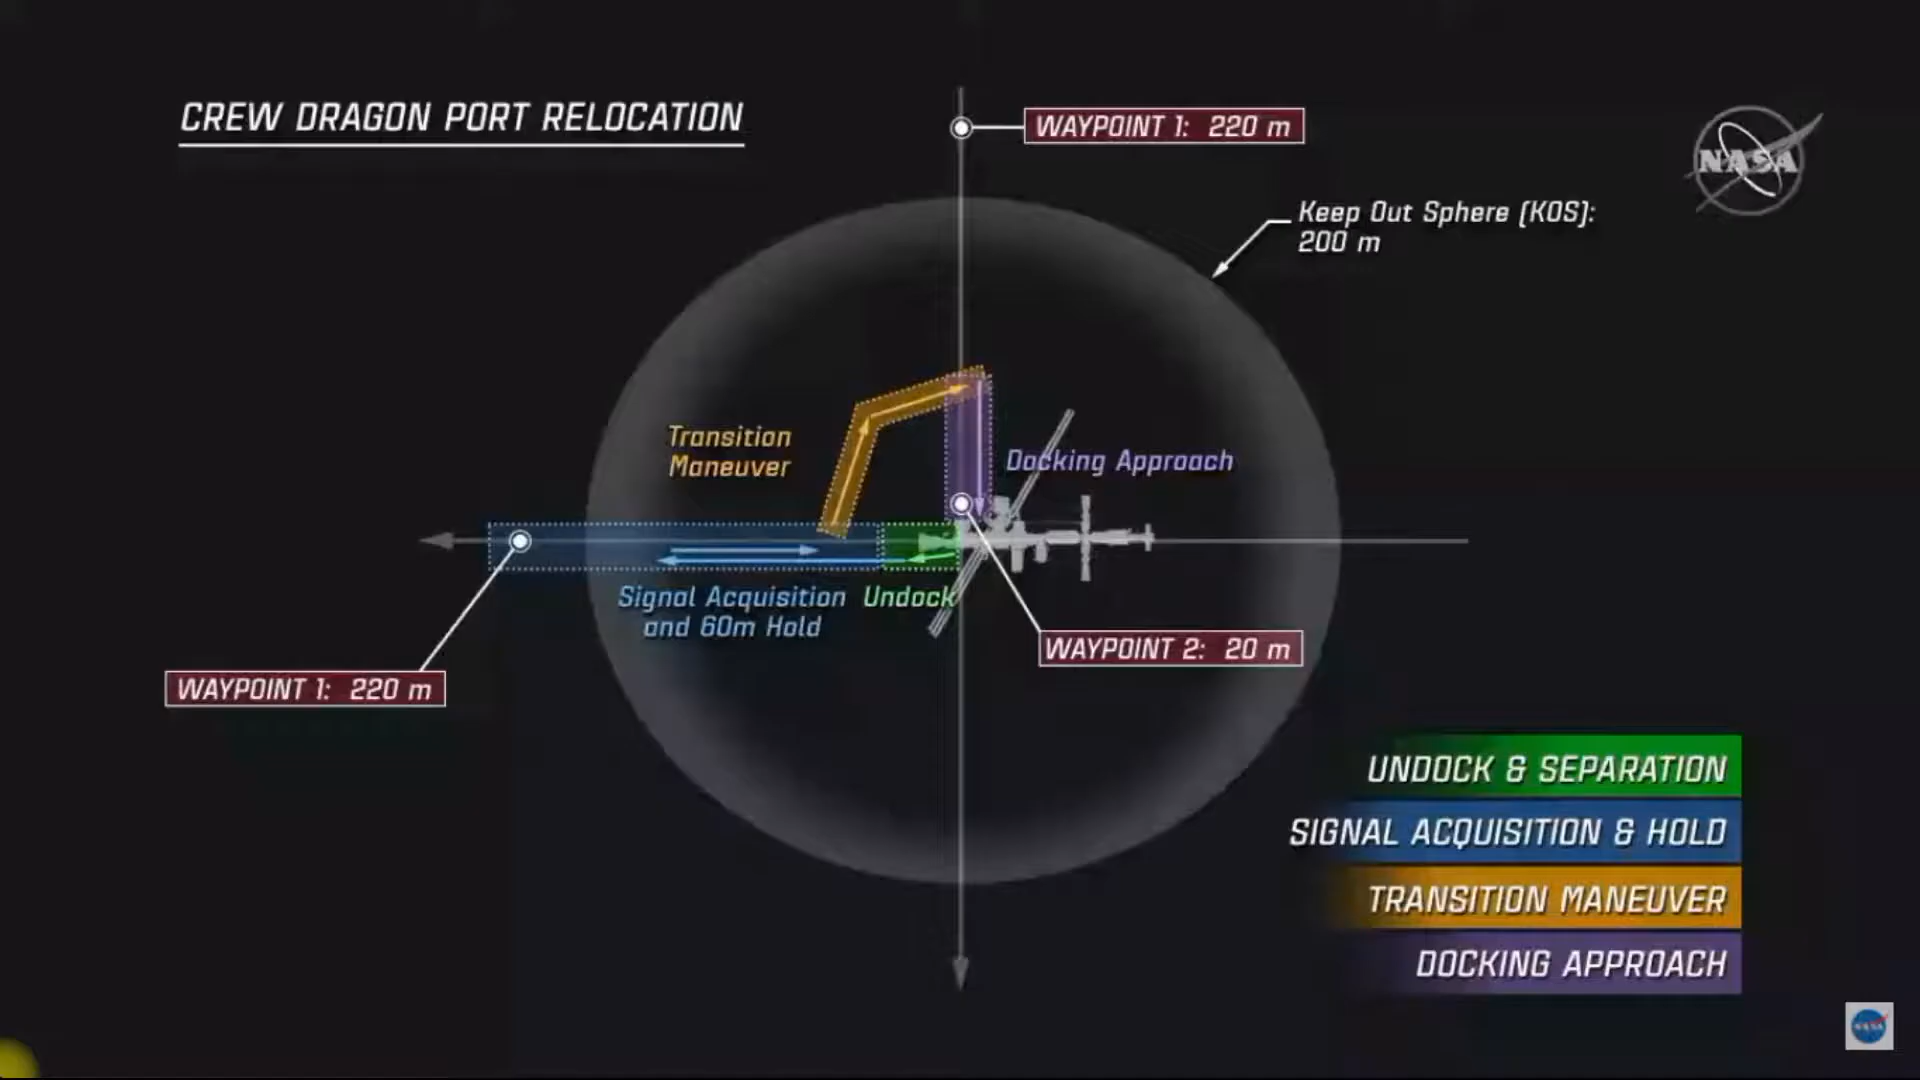 CREW DRAGON PORT RELOCATION
WAYPOINT 1: 220 m
NASA
Keep Out Sphere (KOS):
200 m
Transition
Maneuver
Docking Approach
Signal Acquisition
and 60m Hold
Undock
WAYPOINT 2: 20 m
WAYPOINT 1: 220 m
UNDOCK & SEPARATION
SIGNAL ACQUISITION & HOLD
TRANSITION MANEUVER
DOCKING APPROACH
NASA